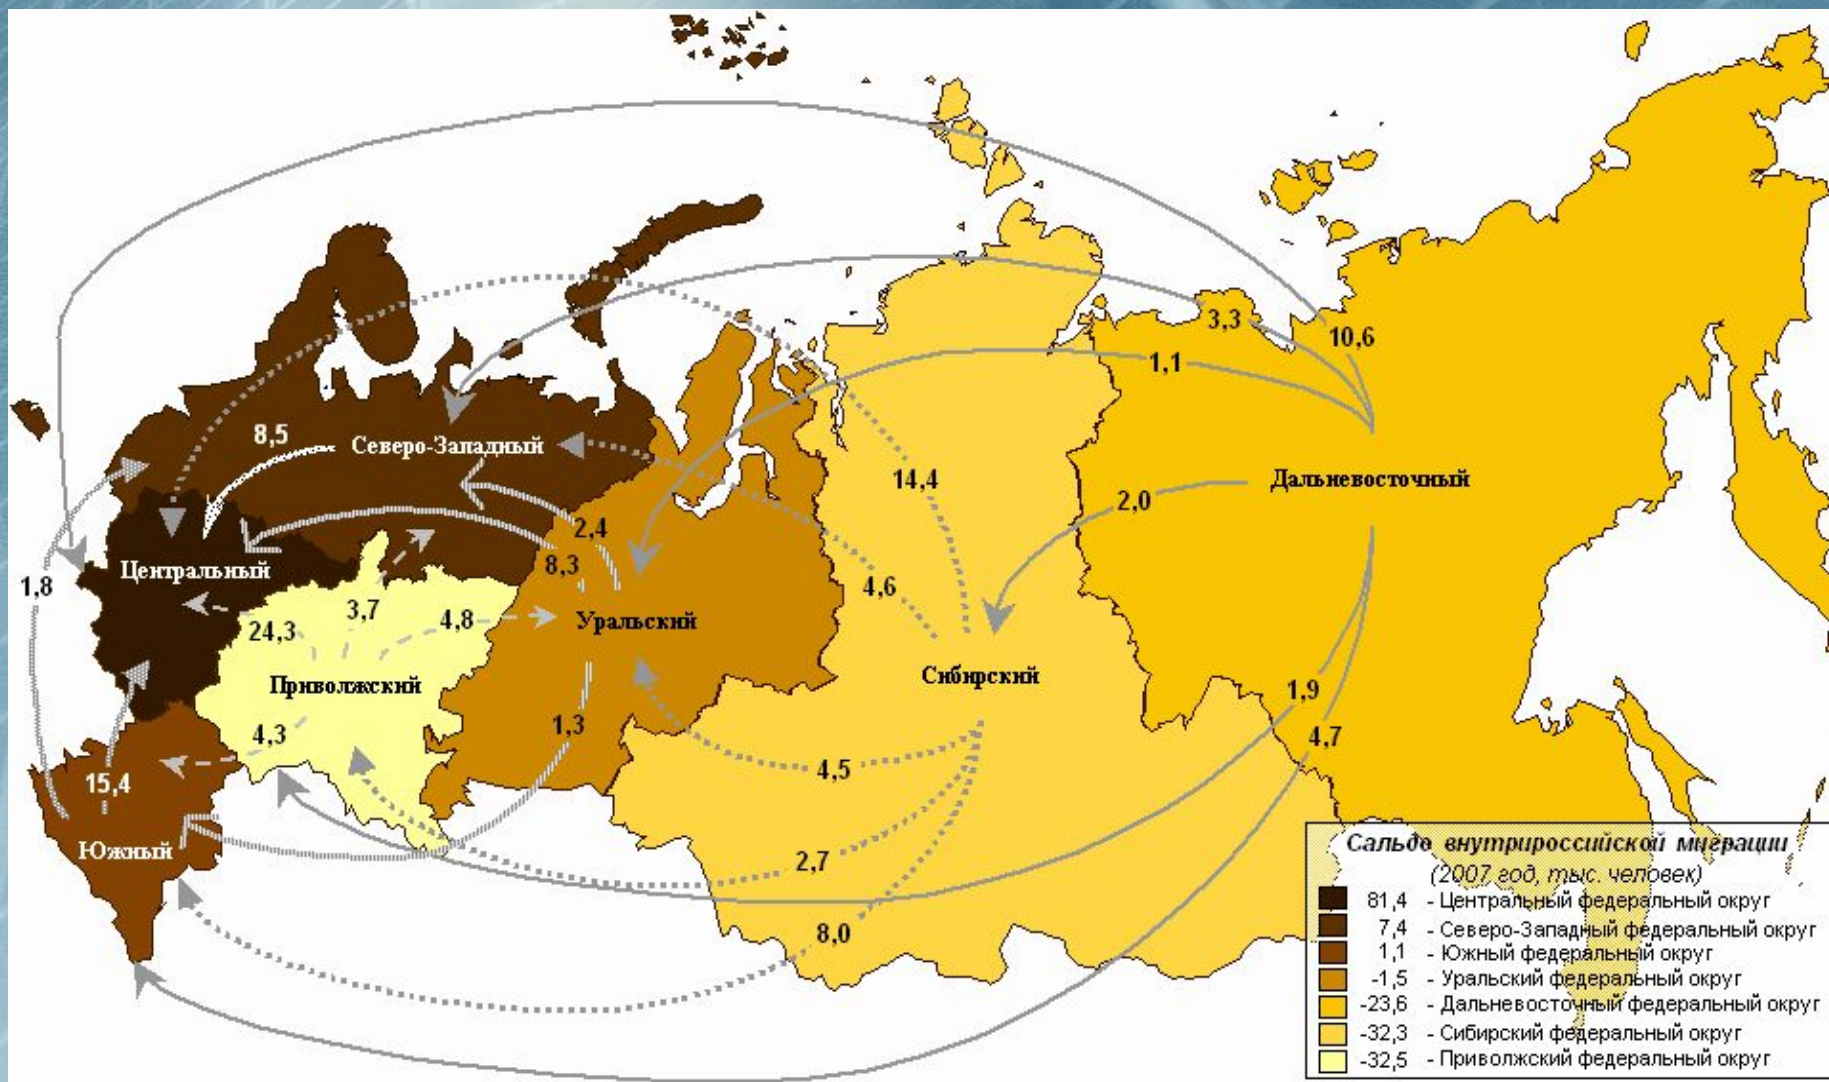 3,3
10,6
1,1
8,5
Северо-Западный
14,4
Дальневосточный
2,0
2,4
8,3
Центральный
1,8
4,6
3,7
4,8
24,3
Уральский
Приволжский
Сибирский
1,9
4,3
1,3
4,7
4,5
15,4
Южный
2,7
8,0
Сальдо внутрироссийской миграции
(2007 год, тыс. человек)
81,4 - Центральный федеральный округ
7,4 - Северо-Западный федеральный округ
1,1 - Южный федеральный округ
-1,5 - Уральский федеральный округ
-23,6 - Дальневосточный федеральный округ
-32,3 - Сибирский федеральный округ
-32,5 - Приволжский федеральный округ